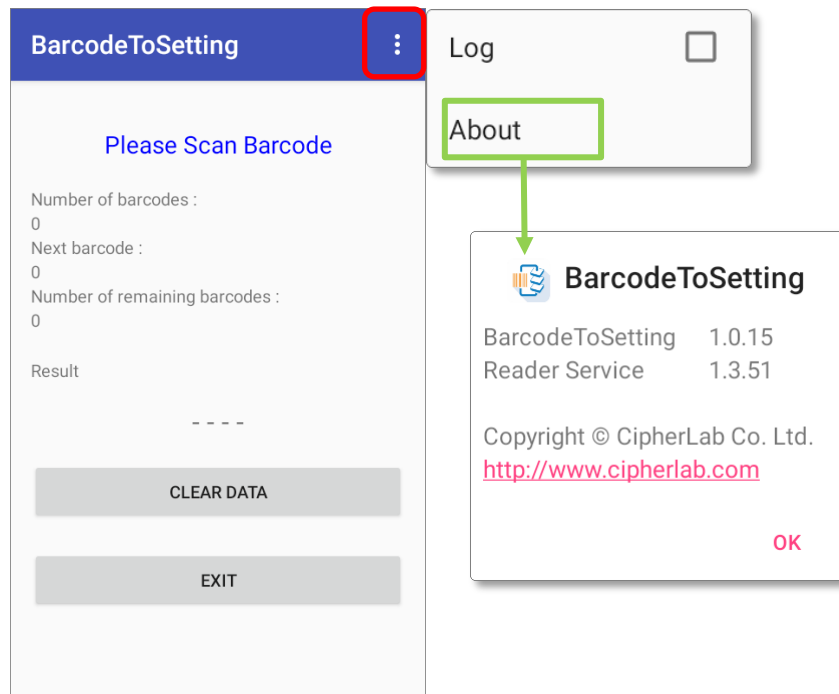 BarcodeToSetting
Please Scan Barcode
Number of barcodes :
0
Next barcode :
0
Number of remaining barcodes :
0
Result
- - - -
CLEAR DATA
EXIT
Log
About
BarcodeToSetting
BarcodeToSetting 1.0.15
Reader Service 1.3.51
Copyright © CipherLab Co. Ltd.
http://www.cipherlab.com
OK